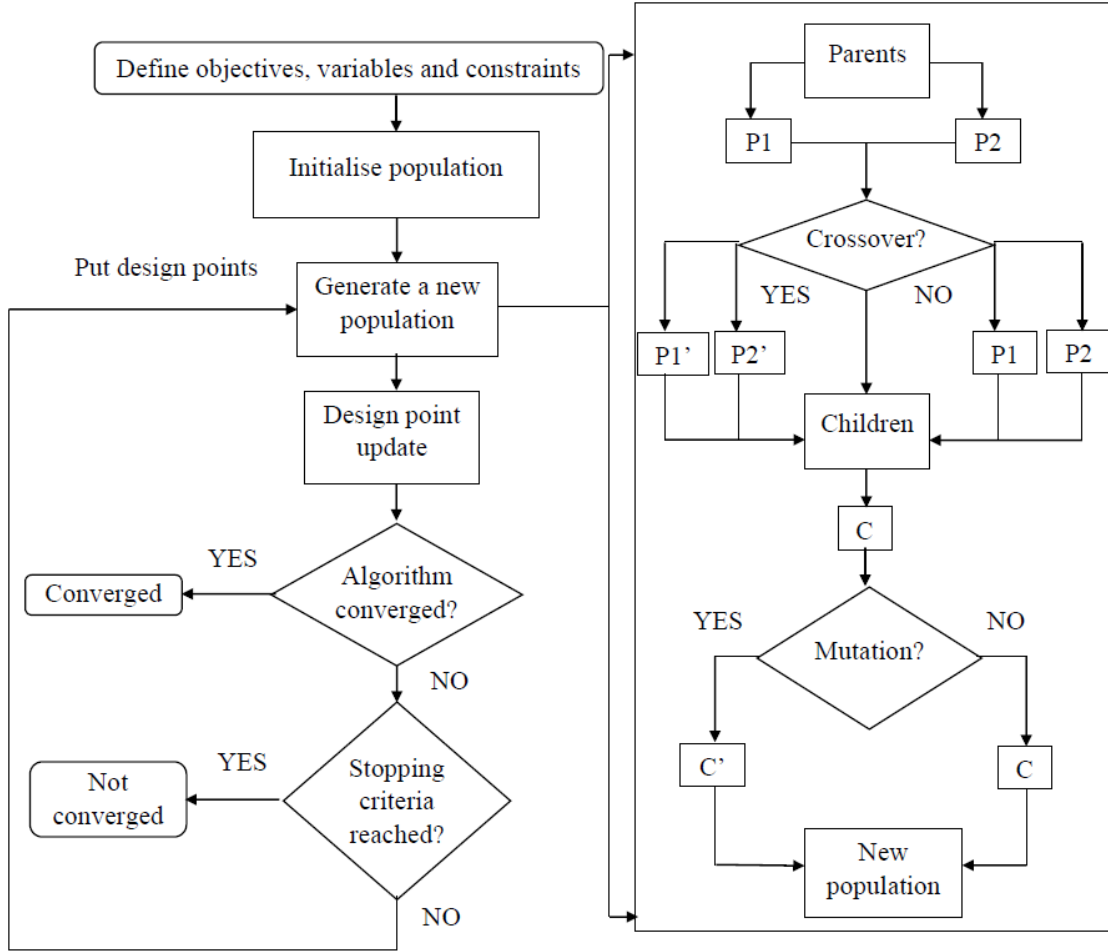 Define objectives, variables and constraints
Initialise population
Put design points
Generate a new
population
Design point
update
YES
Algorithm
converged?
Converged
NO
YES
Stopping
criteria
reached?
Not
converged
NO
Parents
P1
P2
Crossover?
YES
NO
P1’
P2’
P1
P2
Children
C
YES
NO
Mutation?
C’
C
New
population